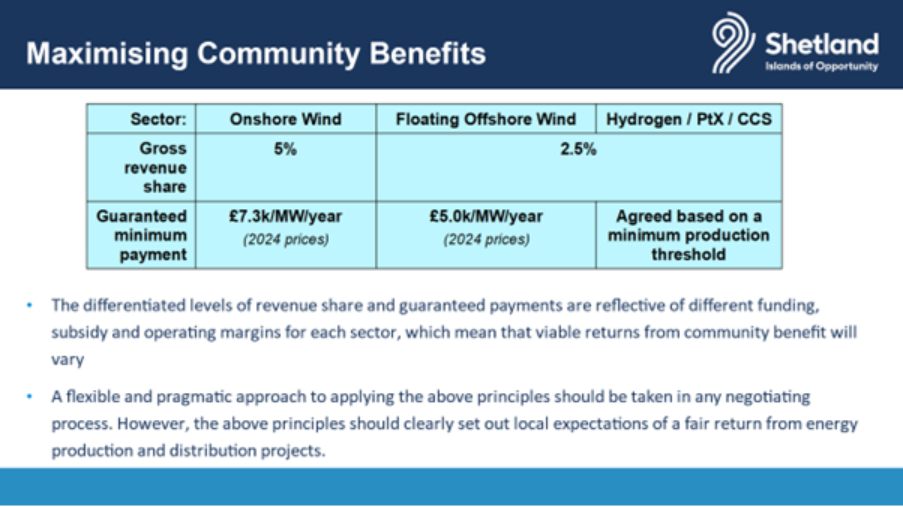 Maximising Community Benefits
Shetland
Islands of Opportunity
Sector: Onshore Wind Floating Offshore Wind Hydrogen / PtX / CCS
Gross revenue share 5% 2.5%
Guaranteed minimum payment £7.3k/MW/year (2024 prices) £5.0k/MW/year (2024 prices) Agreed based on a minimum production threshold
• The differentiated levels of revenue share and guaranteed payments are reflective of different funding,
subsidy and operating margins for each sector, which mean that viable returns from community benefit will
vary
• A flexible and pragmatic approach to applying the above principles should be taken in any negotiating
process. However, the above principles should clearly set out local expectations of a fair return from energy
production and distribution projects.